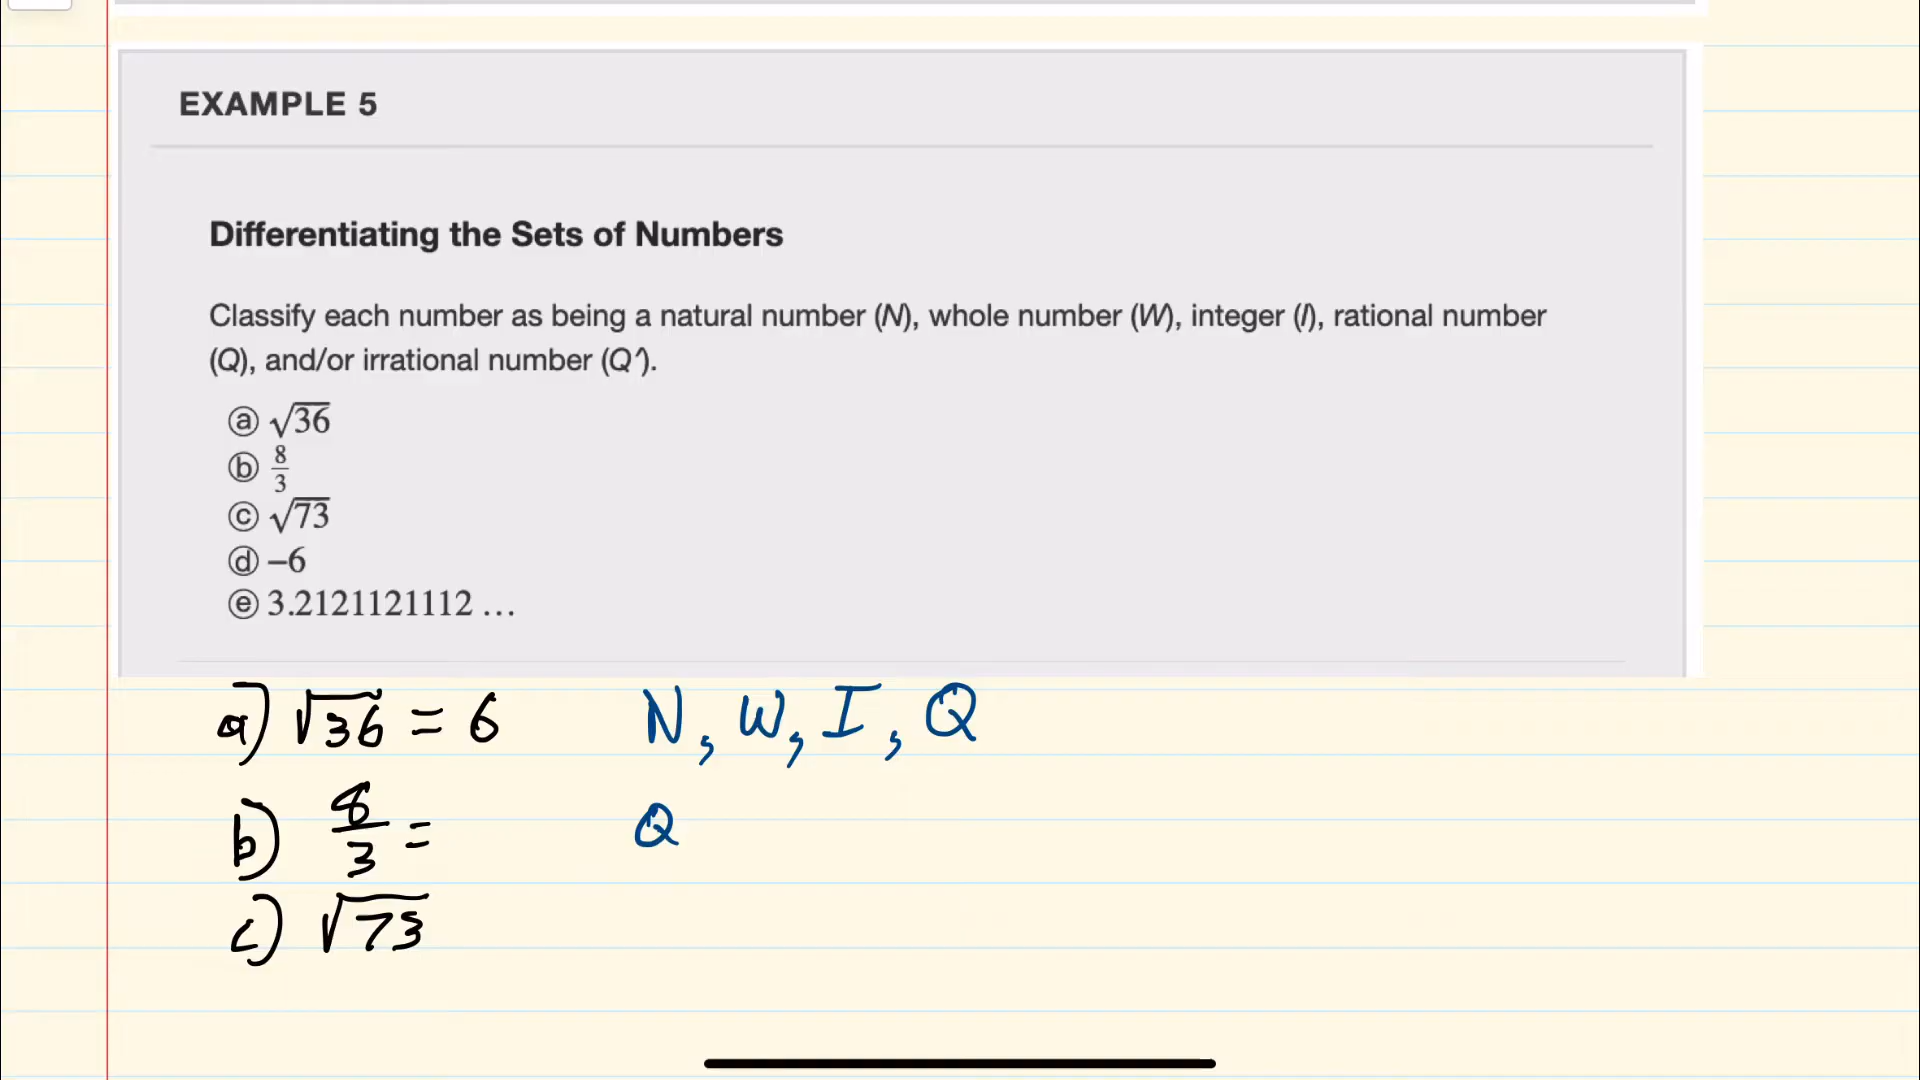 EXAMPLE 5
Differentiating the Sets of Numbers
Classify each number as being a natural number (N), whole number (W), integer (I), rational number
(Q), and/or irrational number (Q′).
ⓐ √36
ⓑ 8/3
ⓒ √73
ⓓ −6
ⓔ 3.2121121112 …
a) √36 = 6 N, W, I, Q
b) 8/3 = Q
c) √73